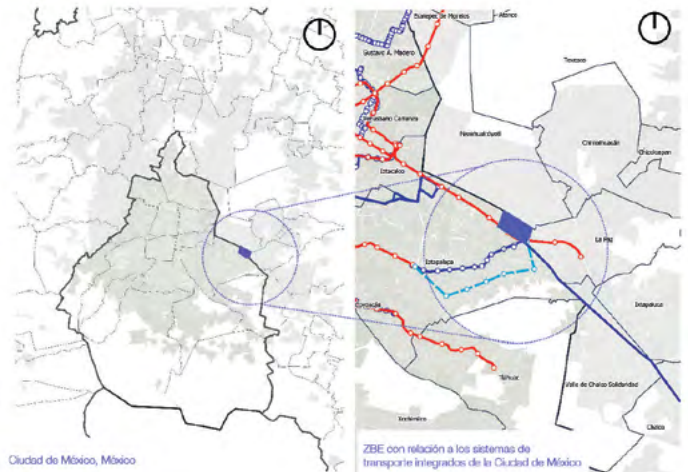 Ecatepec de Morelos
Atenco
Gustavo A. Madero
Texcoco
Venustiano Carranza
Nezahualcóyotl
Chimalhuacán
Chicoloapan
Iztacalco
La Paz
Iztapalapa
Ixtapaluca
Coyoacán
Tláhuac
Valle de Chalco Solidaridad
Xochimilco
Chalco
Ciudad de México, México
ZBE con relación a los sistemas de
transporte integrados de la Ciudad de México